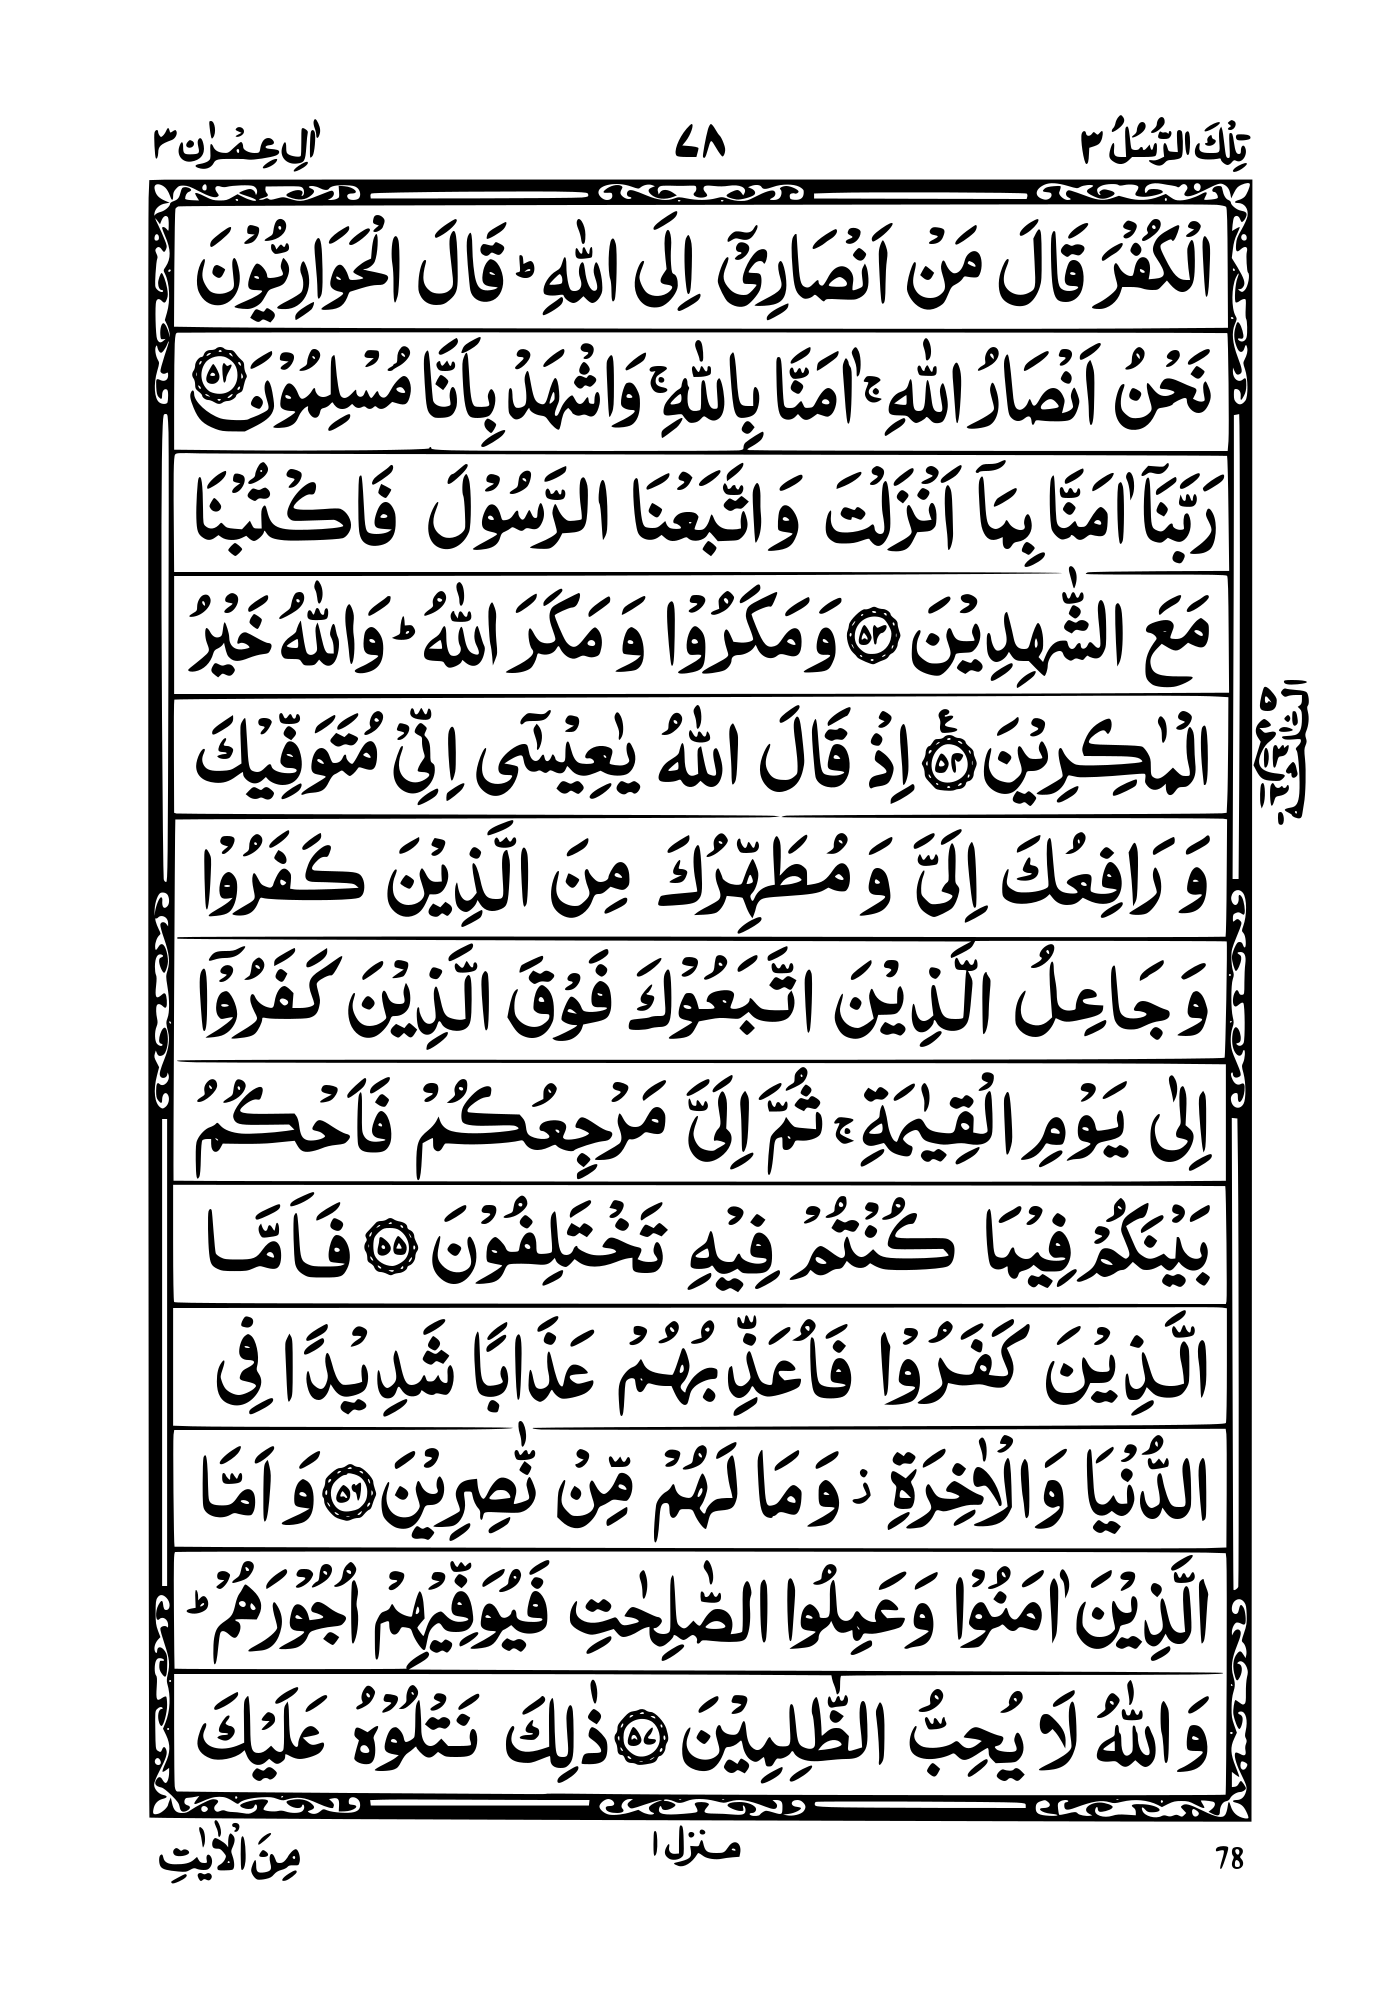 تِلْكَ الرُّسُلُ ٣
٧٨
اٰلِ عِمْرٰن ٣
الْكُفْرَ قَالَ مَنْ اَنْصَارِیْۤ اِلَى اللّٰهِ ؕ قَالَ الْحَوَارِیُّوْنَ
نَحْنُ اَنْصَارُ اللّٰهِ ۚ اٰمَنَّا بِاللّٰهِ ۚ وَاشْهَدْ بِاَنَّا مُسْلِمُوْنَ ﴿۵۲﴾
رَبَّنَاۤ اٰمَنَّا بِمَاۤ اَنْزَلْتَ وَ اتَّبَعْنَا الرَّسُوْلَ فَاكْتُبْنَا
مَعَ الشّٰهِدِیْنَ ﴿۵۳﴾ وَ مَكَرُوْا وَ مَكَرَ اللّٰهُ ؕ وَاللّٰهُ خَیْرُ
الْمٰكِرِیْنَ ﴿۵۴﴾ ع اِذْ قَالَ اللّٰهُ یٰعِیْسٰۤى اِنِّیْ مُتَوَفِّیْكَ
وَ رَافِعُكَ اِلَیَّ وَ مُطَهِّرُكَ مِنَ الَّذِیْنَ كَفَرُوْا
وَ جَاعِلُ الَّذِیْنَ اتَّبَعُوْكَ فَوْقَ الَّذِیْنَ كَفَرُوْۤا
اِلٰى یَوْمِ الْقِیٰمَةِ ۚ ثُمَّ اِلَیَّ مَرْجِعُكُمْ فَاَحْكُمُ
بَیْنَكُمْ فِیْمَا كُنْتُمْ فِیْهِ تَخْتَلِفُوْنَ ﴿۵۵﴾ فَاَمَّا
الَّذِیْنَ كَفَرُوْا فَاُعَذِّبُهُمْ عَذَابًا شَدِیْدًا فِی
الدُّنْیَا وَالْاٰخِرَةِ ز وَ مَا لَهُمْ مِّنْ نّٰصِرِیْنَ ﴿۵۶﴾ وَ اَمَّا
الَّذِیْنَ اٰمَنُوْا وَ عَمِلُوا الصّٰلِحٰتِ فَیُوَفِّیْهِمْ اُجُوْرَهُمْ ؕ
وَ اللّٰهُ لَا یُحِبُّ الظّٰلِمِیْنَ ﴿۵۷﴾ ذٰلِكَ نَتْلُوْهُ عَلَیْكَ
78
منزل ١
مِنَ الْاٰیٰتِ